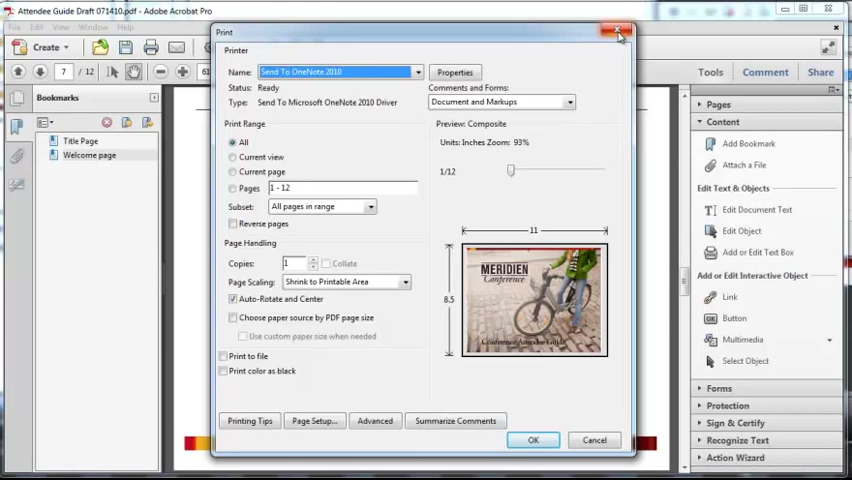 Attendee Guide Draft 071410.pdf - Adobe Acrobat Pro
File Edit View Window Help
Create
7 / 12
Tools Comment Share
Bookmarks
Title Page
Welcome page
Print
Printer
Name: Send To OneNote 2010
Properties
Status: Ready
Type: Send To Microsoft OneNote 2010 Driver
Comments and Forms:
Document and Markups
Print Range
All
Current view
Current page
Pages 1 - 12
Subset: All pages in range
Reverse pages
Page Handling
Copies: 1 Collate
Page Scaling: Shrink to Printable Area
Auto-Rotate and Center
Choose paper source by PDF page size
Use custom paper size when needed
Print to file
Print color as black
Preview: Composite
Units: Inches Zoom: 93%
1/12
11
8.5
MERIDIEN
Conference
Conference Attendee Guide
Printing Tips Page Setup... Advanced Summarize Comments
OK Cancel
Pages
Content
Add Bookmark
Attach a File
Edit Text & Objects
Edit Document Text
Edit Object
Add or Edit Text Box
Add or Edit Interactive Object
Link
Button
Multimedia
Select Object
Forms
Protection
Sign & Certify
Recognize Text
Action Wizard